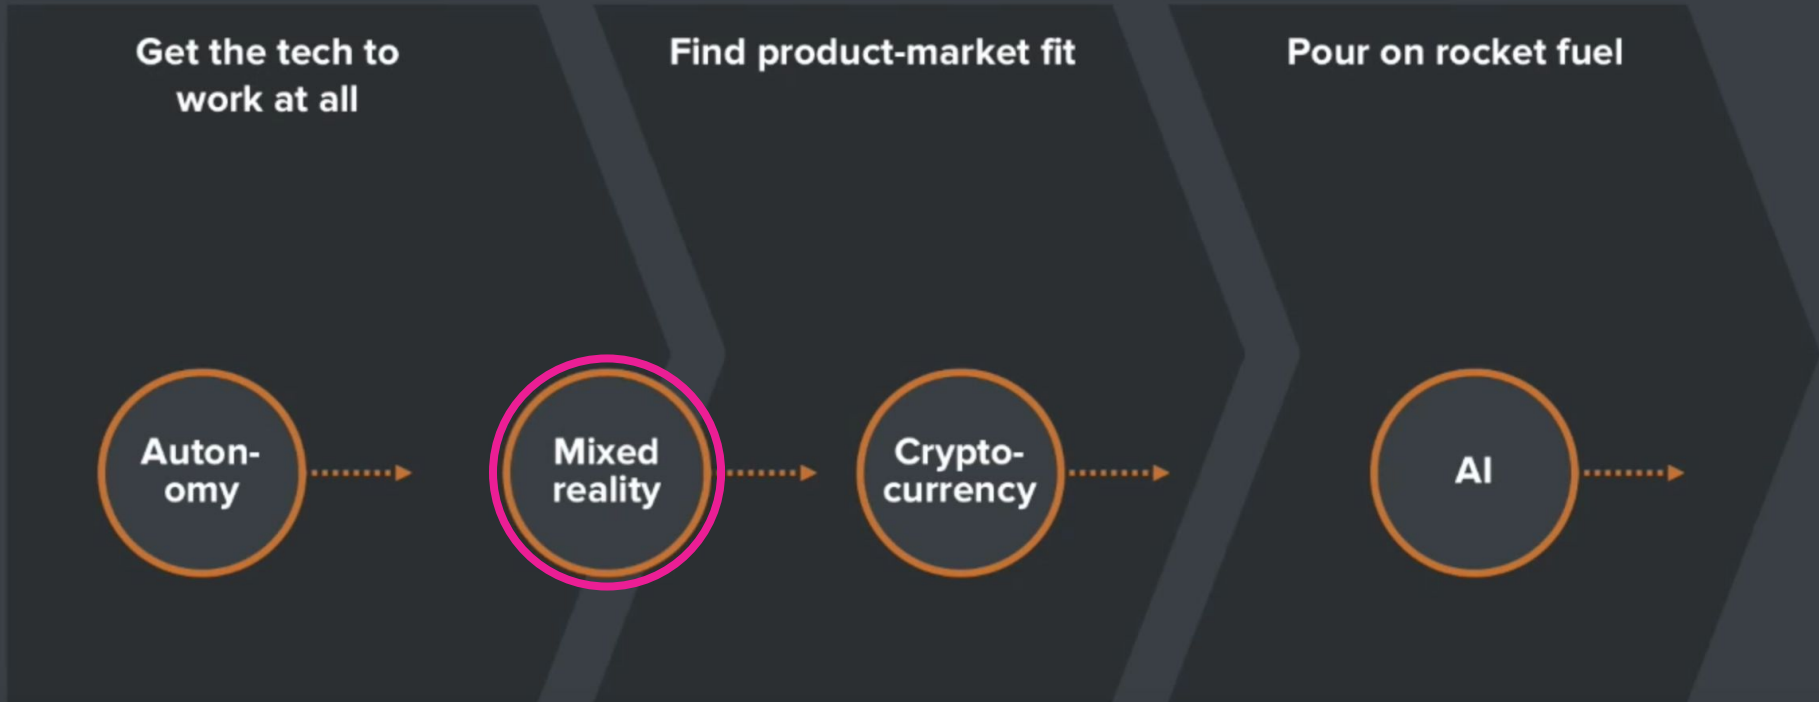 Get the tech to
work at all
Find product-market fit
Pour on rocket fuel
Auton-
omy
Mixed
reality
Crypto-
currency
AI